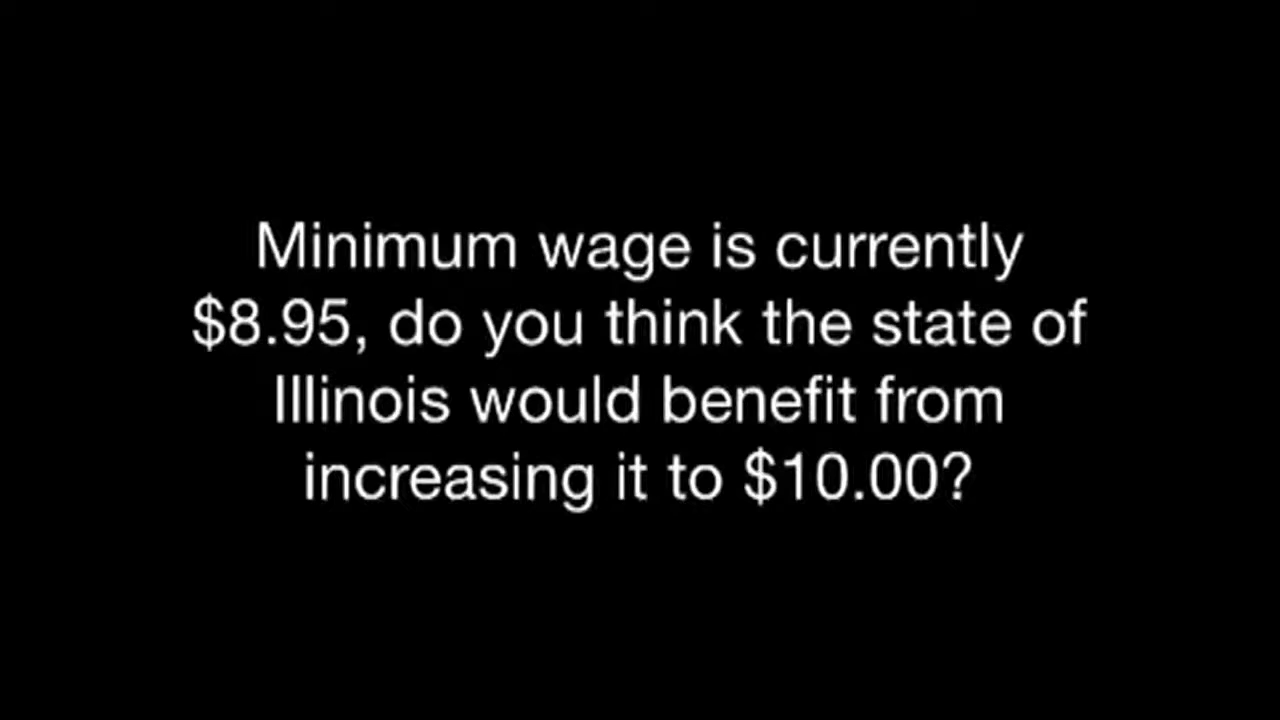 Minimum wage is currently
$8.95, do you think the state of
Illinois would benefit from
increasing it to $10.00?